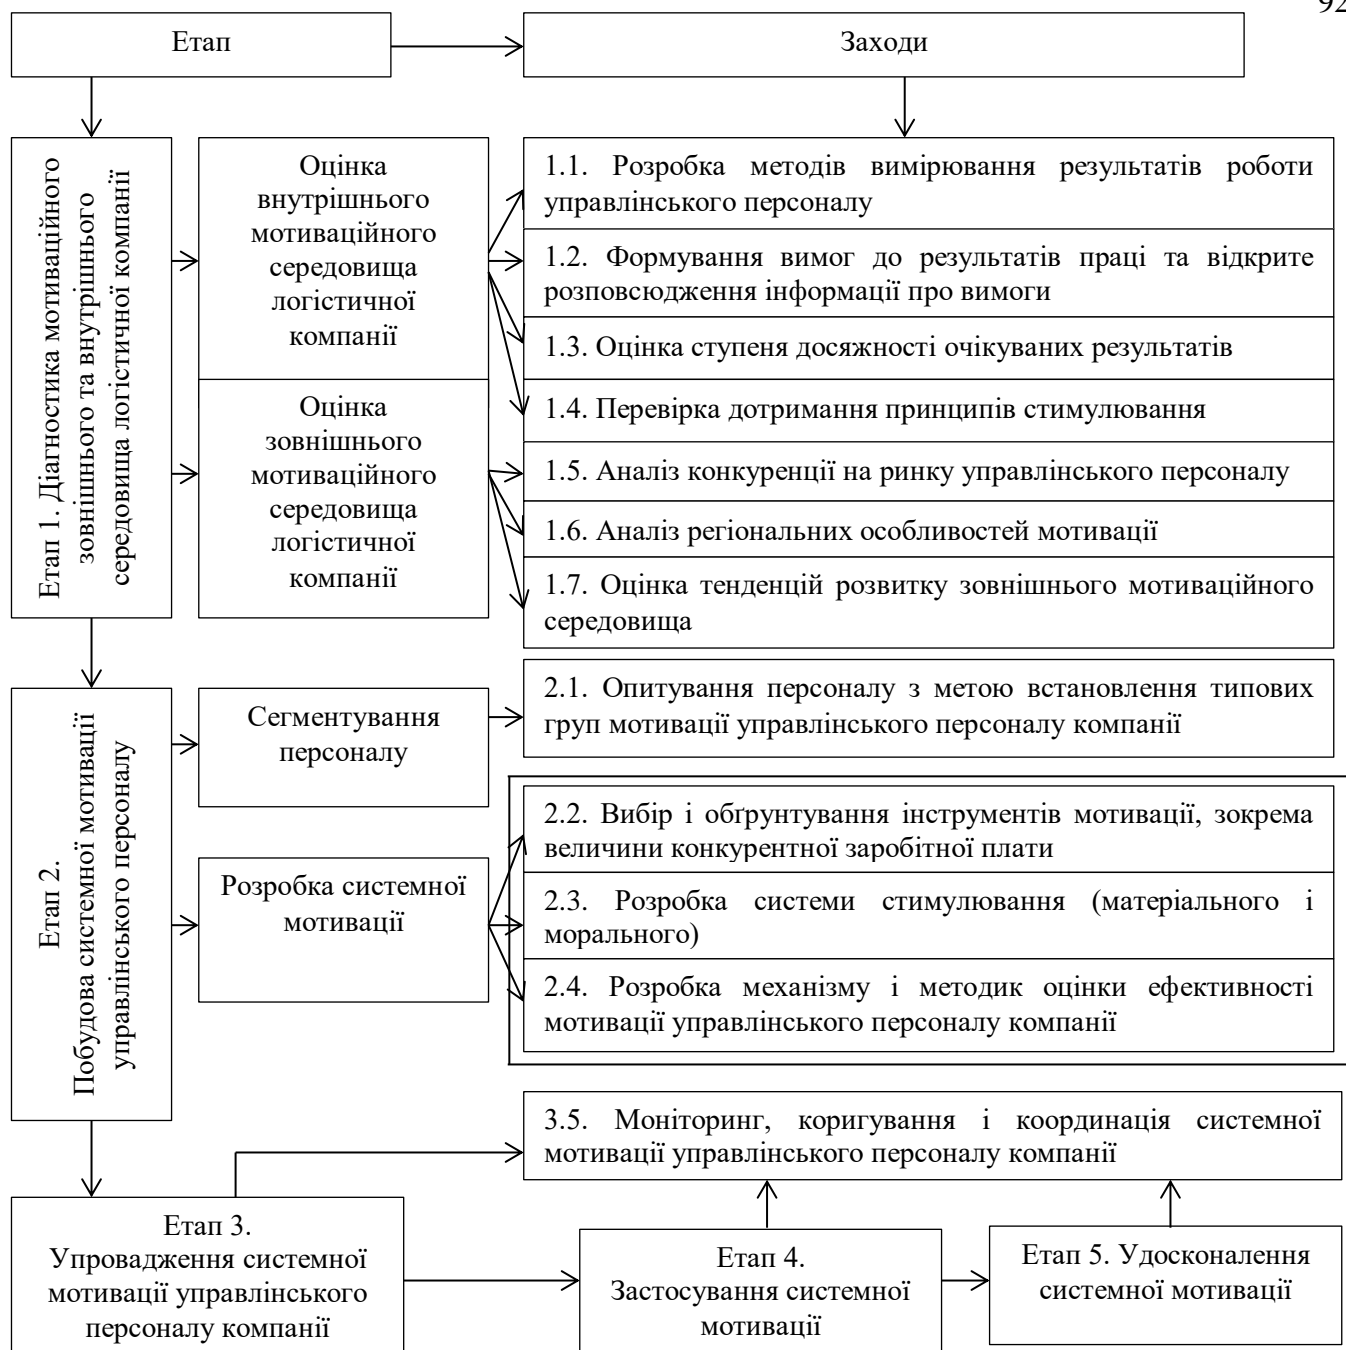 92
Етап
Заходи
Етап 1. Діагностика мотиваційного
зовнішнього та внутрішнього
середовища логістичної компанії
Оцінка
внутрішнього
мотиваційного
середовища
логістичної
компанії
1.1. Розробка методів вимірювання результатів роботи
управлінського персоналу
1.2. Формування вимог до результатів праці та відкрите
розповсюдження інформації про вимоги
1.3. Оцінка ступеня досяжності очікуваних результатів
1.4. Перевірка дотримання принципів стимулювання
Оцінка
зовнішнього
мотиваційного
середовища
логістичної
компанії
1.5. Аналіз конкуренції на ринку управлінського персоналу
1.6. Аналіз регіональних особливостей мотивації
1.7. Оцінка тенденцій розвитку зовнішнього мотиваційного
середовища
Етап 2.
Побудова системної мотивації
управлінського персоналу
Сегментування
персоналу
2.1. Опитування персоналу з метою встановлення типових
груп мотивації управлінського персоналу компанії
Розробка системної
мотивації
2.2. Вибір і обґрунтування інструментів мотивації, зокрема
величини конкурентної заробітної плати
2.3. Розробка системи стимулювання (матеріального і
морального)
2.4. Розробка механізму і методик оцінки ефективності
мотивації управлінського персоналу компанії
3.5. Моніторинг, коригування і координація системної
мотивації управлінського персоналу компанії
Етап 3.
Упровадження системної
мотивації управлінського
персоналу компанії
Етап 4.
Застосування системної
мотивації
Етап 5. Удосконалення
системної мотивації